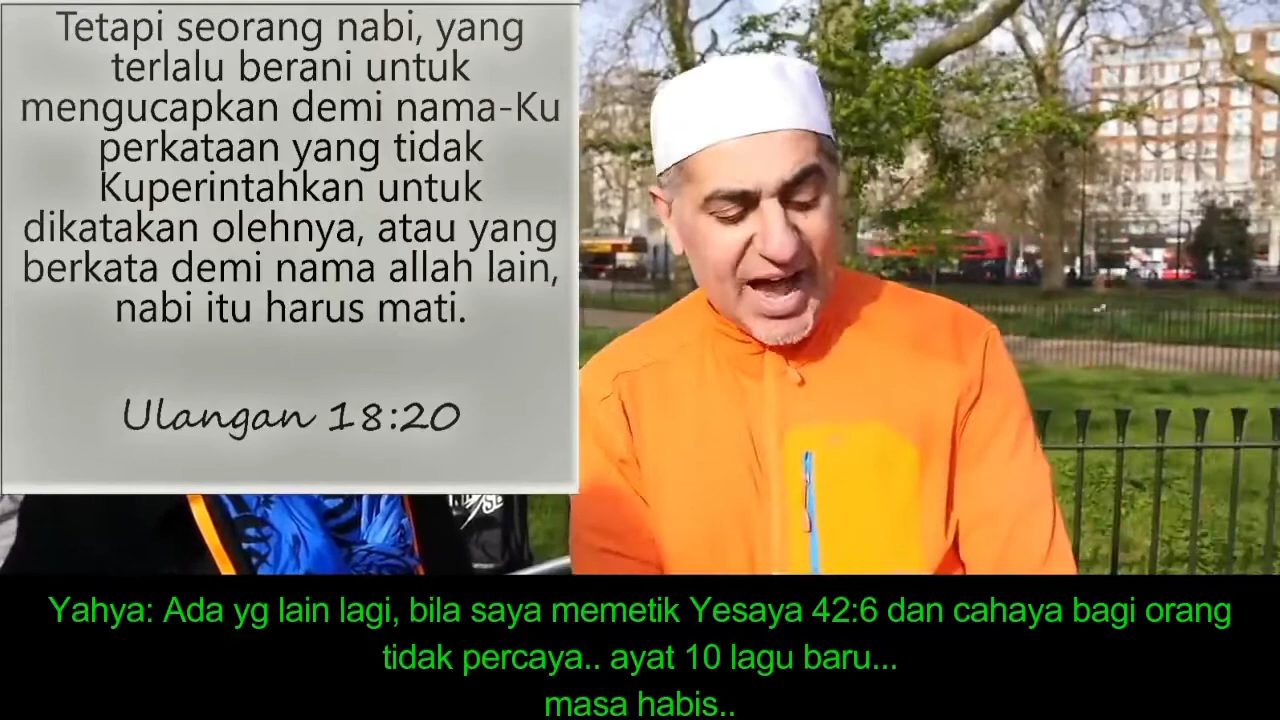 Tetapi seorang nabi, yang
terlalu berani untuk
mengucapkan demi nama-Ku
perkataan yang tidak
Kuperintahkan untuk
dikatakan olehnya, atau yang
berkata demi nama allah lain,
nabi itu harus mati.
Ulangan 18:20
Yahya: Ada yg lain lagi, bila saya memetik Yesaya 42:6 dan cahaya bagi orang
tidak percaya.. ayat 10 lagu baru...
masa habis..